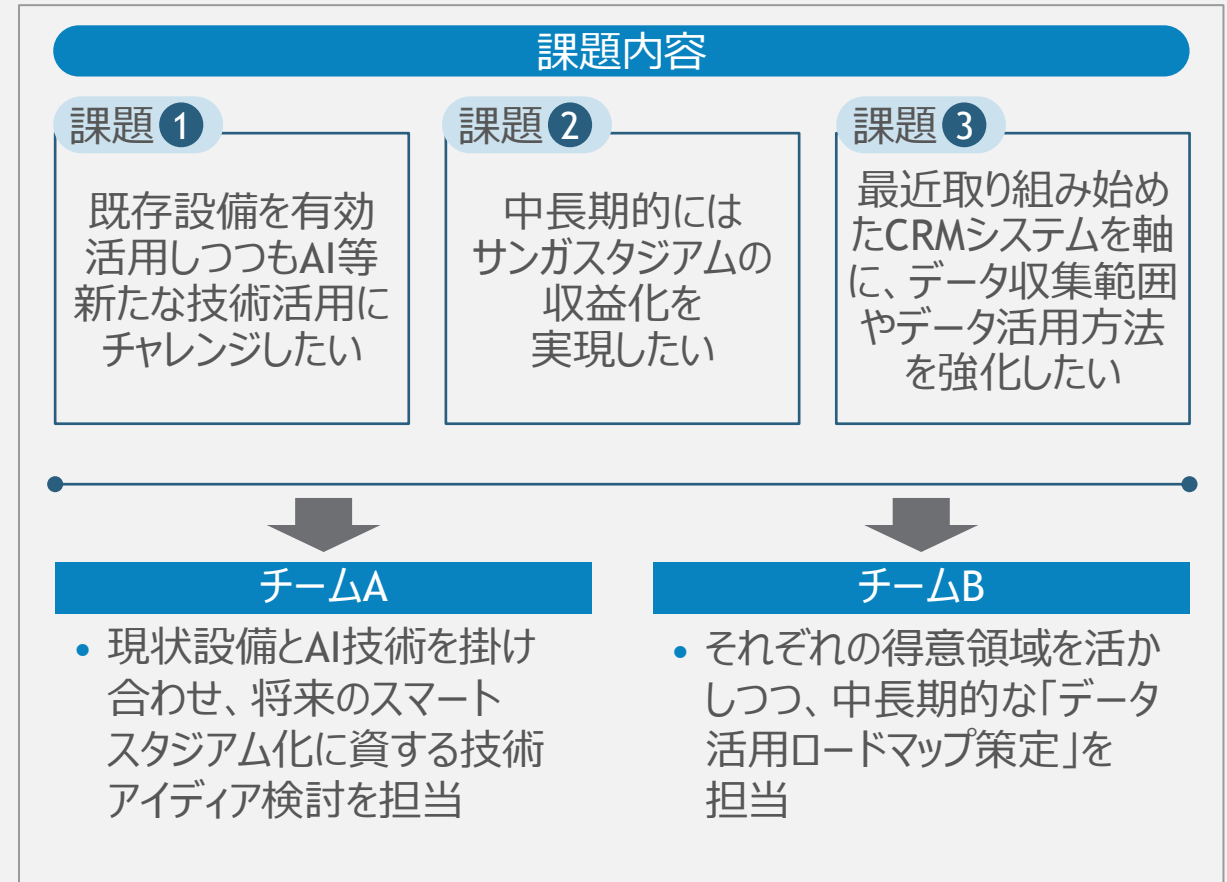 課題内容
課題 1
既存設備を有効
活用しつつもAI等
新たな技術活用に
チャレンジしたい
課題 2
中長期的には
サンガスタジアムの
収益化を
実現したい
課題 3
最近取り組み始め
たCRMシステムを軸
に、データ収集範囲
やデータ活用方法
を強化したい
チームA
• 現状設備とAI技術を掛け
合わせ、将来のスマート
スタジアム化に資する技術
アイディア検討を担当
チームB
• それぞれの得意領域を活か
しつつ、中長期的な「データ
活用ロードマップ策定」を
担当